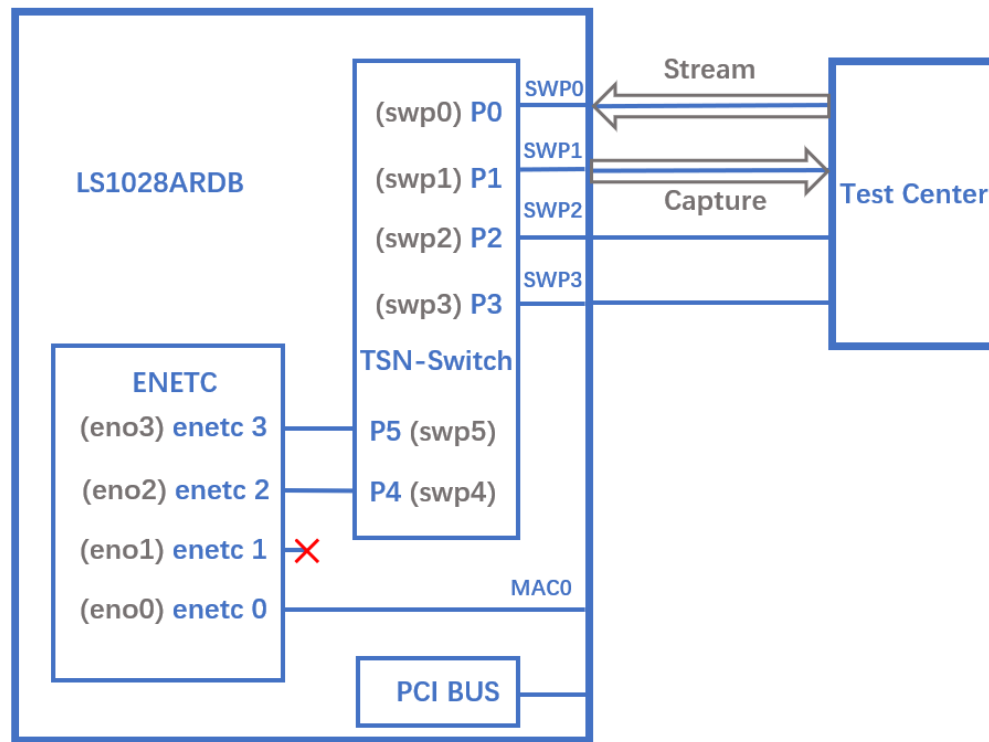 LS1028ARDB
(swp0) P0
(swp1) P1
(swp2) P2
(swp3) P3
TSN-Switch
P5 (swp5)
P4 (swp4)
SWP0
SWP1
SWP2
SWP3
Stream
Capture
Test Center
ENETC
(eno3) enetc 3
(eno2) enetc 2
(eno1) enetc 1
(eno0) enetc 0
MAC0
PCI BUS